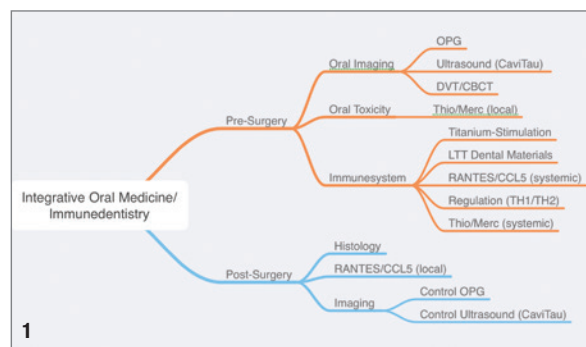 OPG
Oral Imaging
Ultrasound (CaviTau)
DVT/CBCT
Pre-Surgery
Oral Toxicity
Thio/Merc (local)
Titanium-Stimulation
LTT Dental Materials
Immunesystem
RANTES/CCL5 (systemic)
Regulation (TH1/TH2)
Thio/Merc (systemic)
Integrative Oral Medicine/
Immunedentistry
Histology
Post-Surgery
RANTES/CCL5 (local)
Imaging
Control OPG
Control Ultrasound (CaviTau)
1